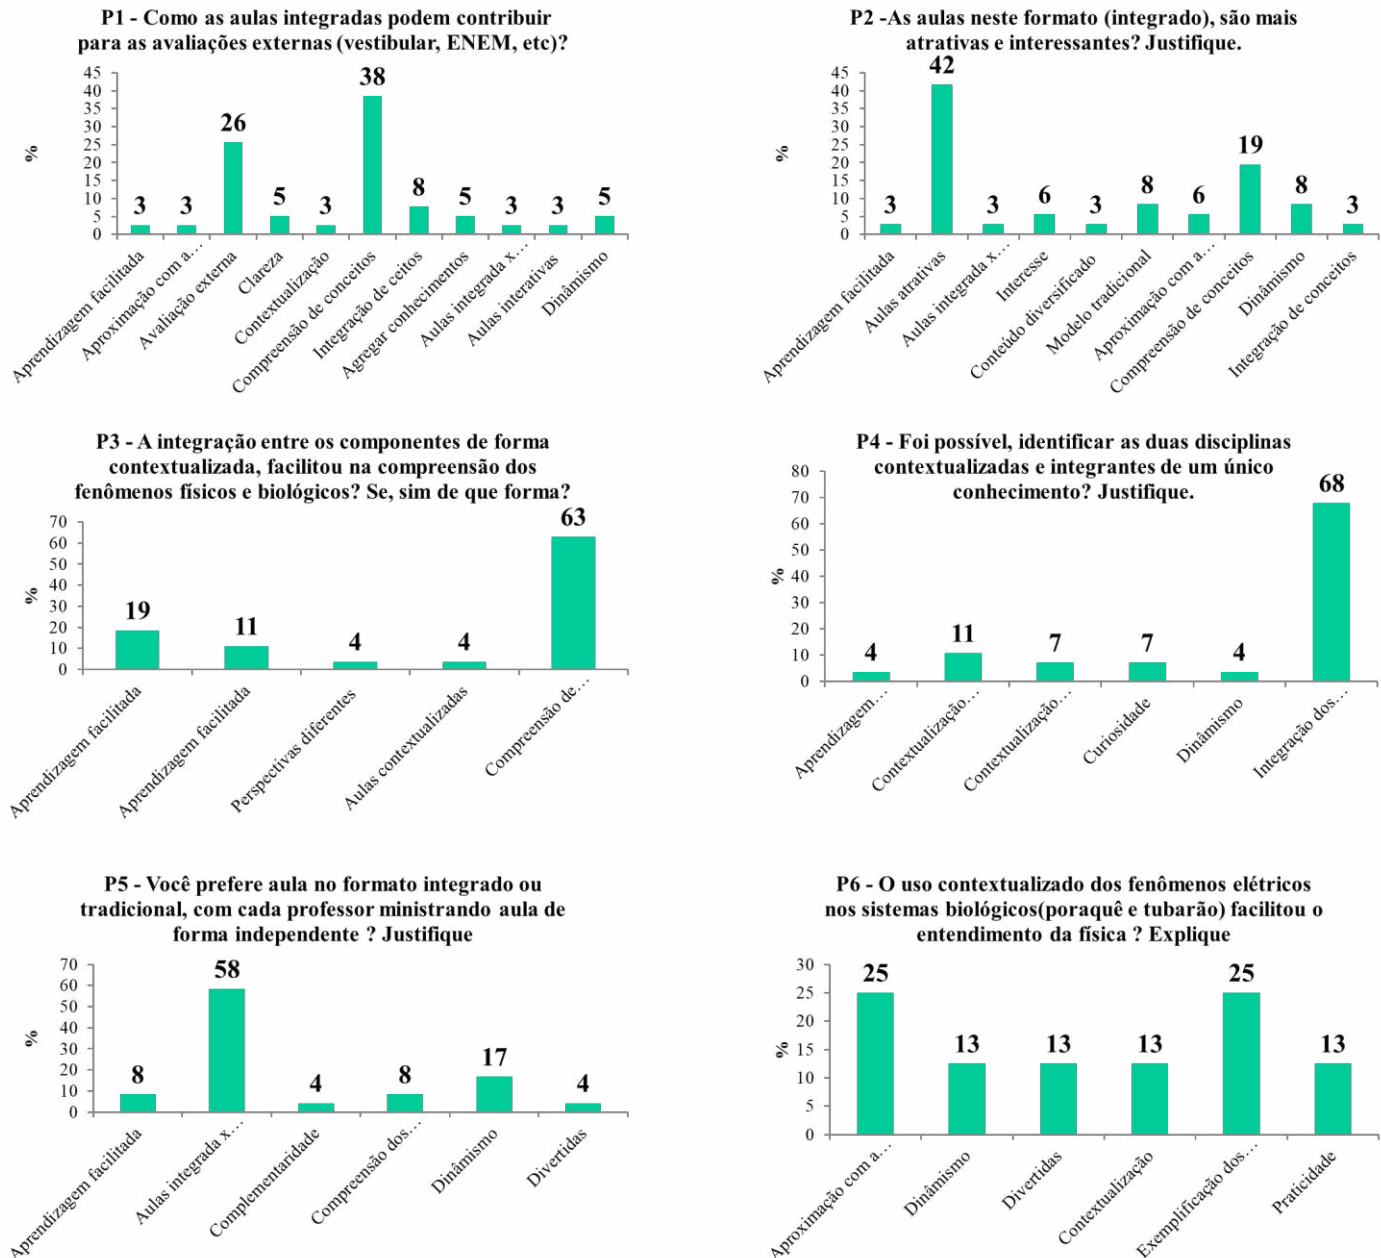 P1 - Como as aulas integradas podem contribuir
para as avaliações externas (vestibular, ENEM, etc)?
45
40
35
30
25
20
15
10
5
0
%
3
3
26
5
3
38
8
5
3
3
5
Aprendizagem facilitada
Aproximação com a…
Avaliação externa
Clareza
Contextualização
Compreensão de conceitos
Integração de ceitos
Agregar conhecimentos
Aulas integrada x…
Aulas interativas
Dinâmismo
P2 -As aulas neste formato (integrado), são mais
atrativas e interessantes? Justifique.
45
40
35
30
25
20
15
10
5
0
%
3
42
3
6
3
8
6
19
8
3
Aprendizagem facilitada
Aulas atrativas
Aulas integrada x…
Interesse
Conteúdo diversificado
Modelo tradicional
Aproximação com a…
Compreensão de conceitos
Dinâmismo
Integração de conceitos
P3 - A integração entre os componentes de forma
contextualizada, facilitou na compreensão dos
fenômenos físicos e biológicos? Se, sim de que forma?
70
60
50
40
30
20
10
0
%
19
11
4
4
63
Aprendizagem facilitada
Aprendizagem facilitada
Perspectivas diferentes
Aulas contextualizadas
Compreensão de…
P4 - Foi possível, identificar as duas disciplinas
contextualizadas e integrantes de um único
conhecimento? Justifique.
80
70
60
50
40
30
20
10
0
%
4
11
7
7
4
68
Aprendizagem…
Contextualização…
Contextualização…
Curiosidade
Dinâmismo
Integração dos…
P5 - Você prefere aula no formato integrado ou
tradicional, com cada professor ministrando aula de
forma independente ? Justifique
70
60
50
40
30
20
10
0
%
8
58
4
8
17
4
Aprendizagem facilitada
Aulas integrada x…
Complementaridade
Compreensão dos…
Dinâmismo
Divertidas
P6 - O uso contextualizado dos fenômenos elétricos
nos sistemas biológicos(poraquê e tubarão) facilitou o
entendimento da física ? Explique
30
25
20
15
10
5
0
%
25
13
13
13
25
13
Aproximação com a…
Dinâmismo
Divertidas
Contextualização
Exemplificação dos…
Praticidade